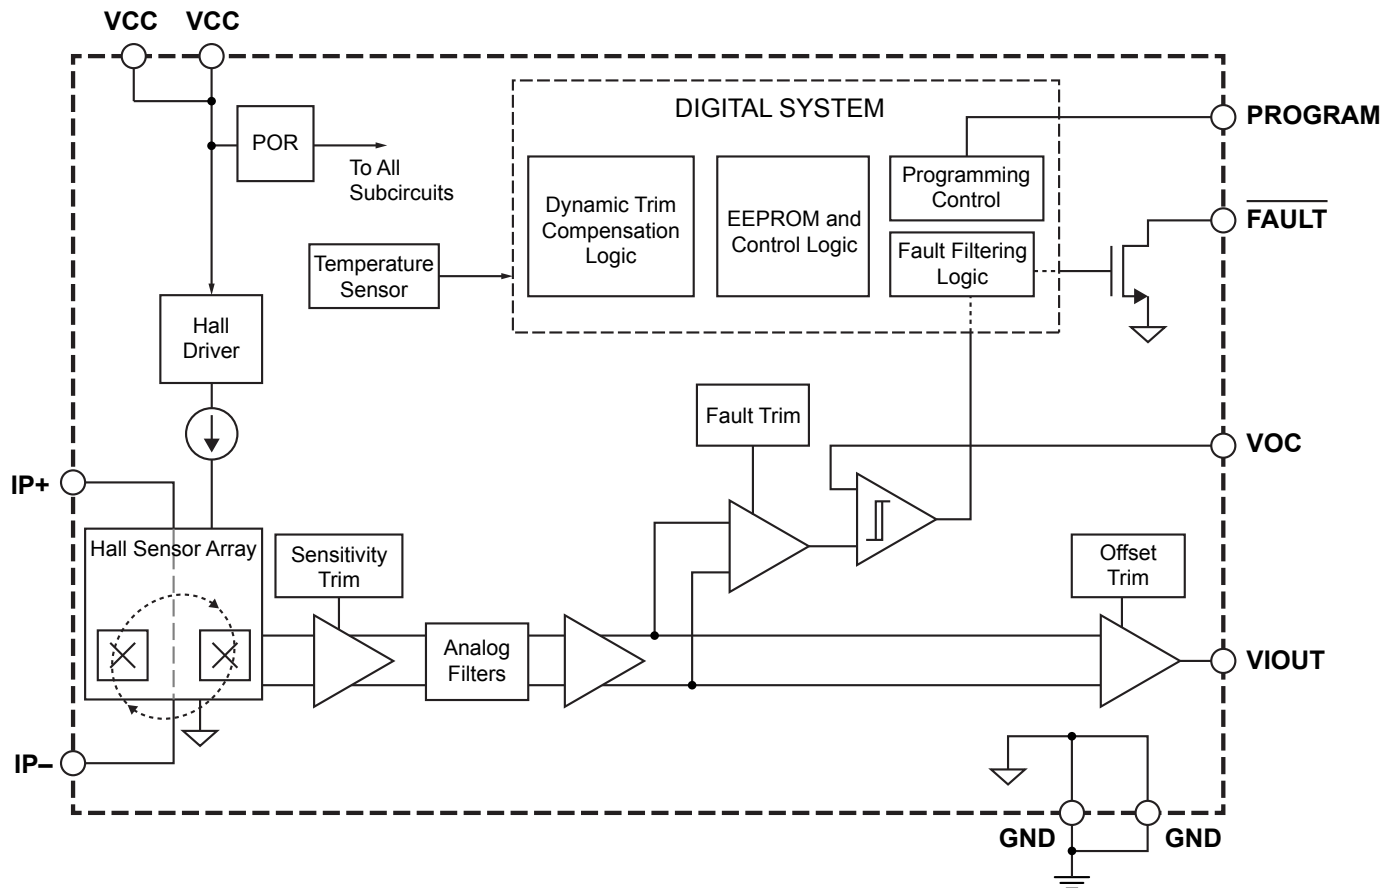 VCC VCC
DIGITAL SYSTEM
PROGRAM
POR
To All
Subcircuits
Programming
Control
Dynamic Trim
Compensation
Logic
EEPROM and
Control Logic
FAULT
Fault Filtering
Logic
Temperature
Sensor
Hall
Driver
Fault Trim
VOC
IP+
Hall Sensor Array
Sensitivity
Trim
Offset
Trim
Analog
Filters
VIOUT
IP–
GND GND